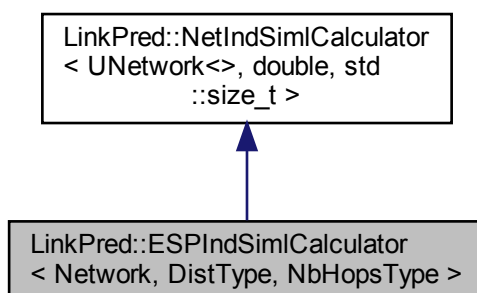 LinkPred::NetIndSimlCalculator
< UNetwork<>, double, std
::size_t >
LinkPred::ESPIndSimlCalculator
< Network, DistType, NbHopsType >